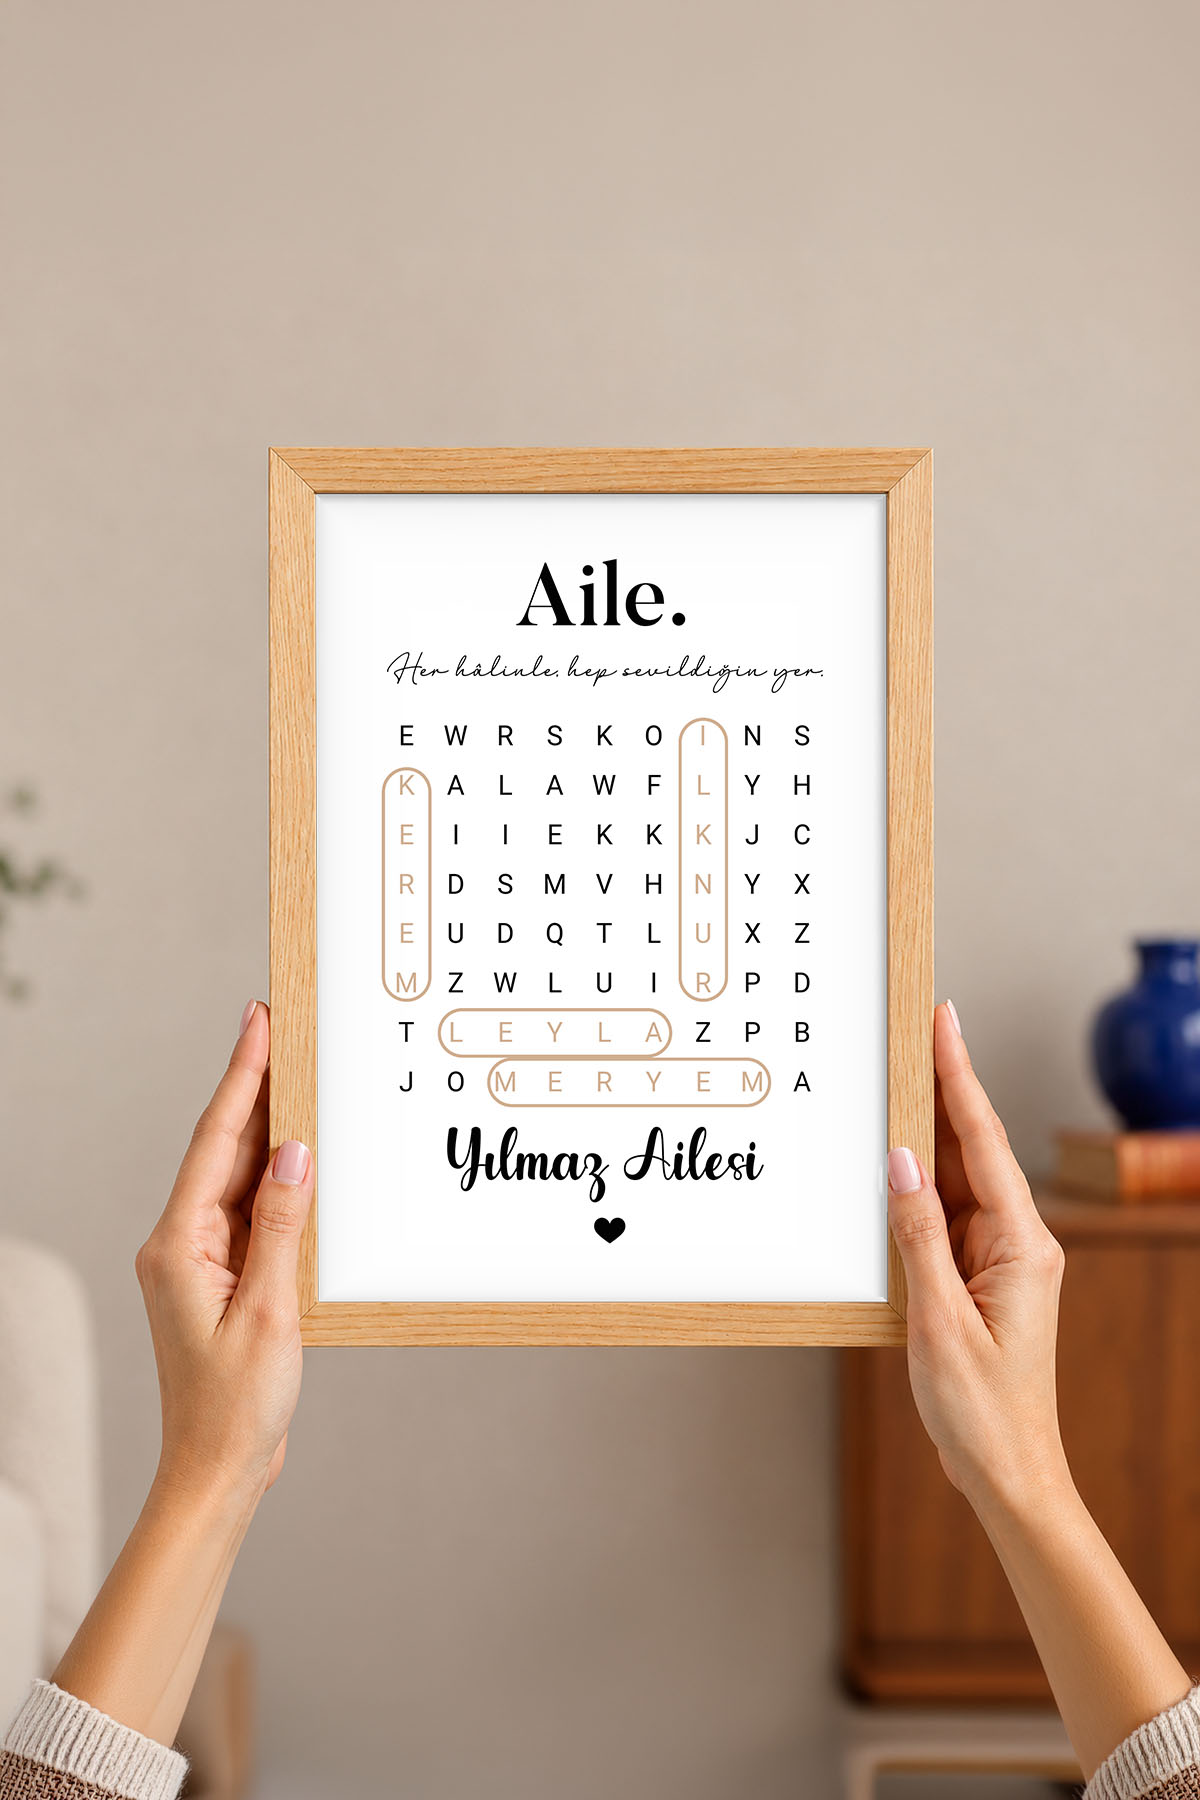 Aile.
Her hâlinle, hep sevildiğin yer.
E W R S K O I N S
K A L A W F L Y H
E I I E K K K J C
R D S M V H N Y X
E U D Q T L U X Z
M Z W L U I R P D
T L E Y L A Z P B
J O M E R Y E M A
Yılmaz Ailesi